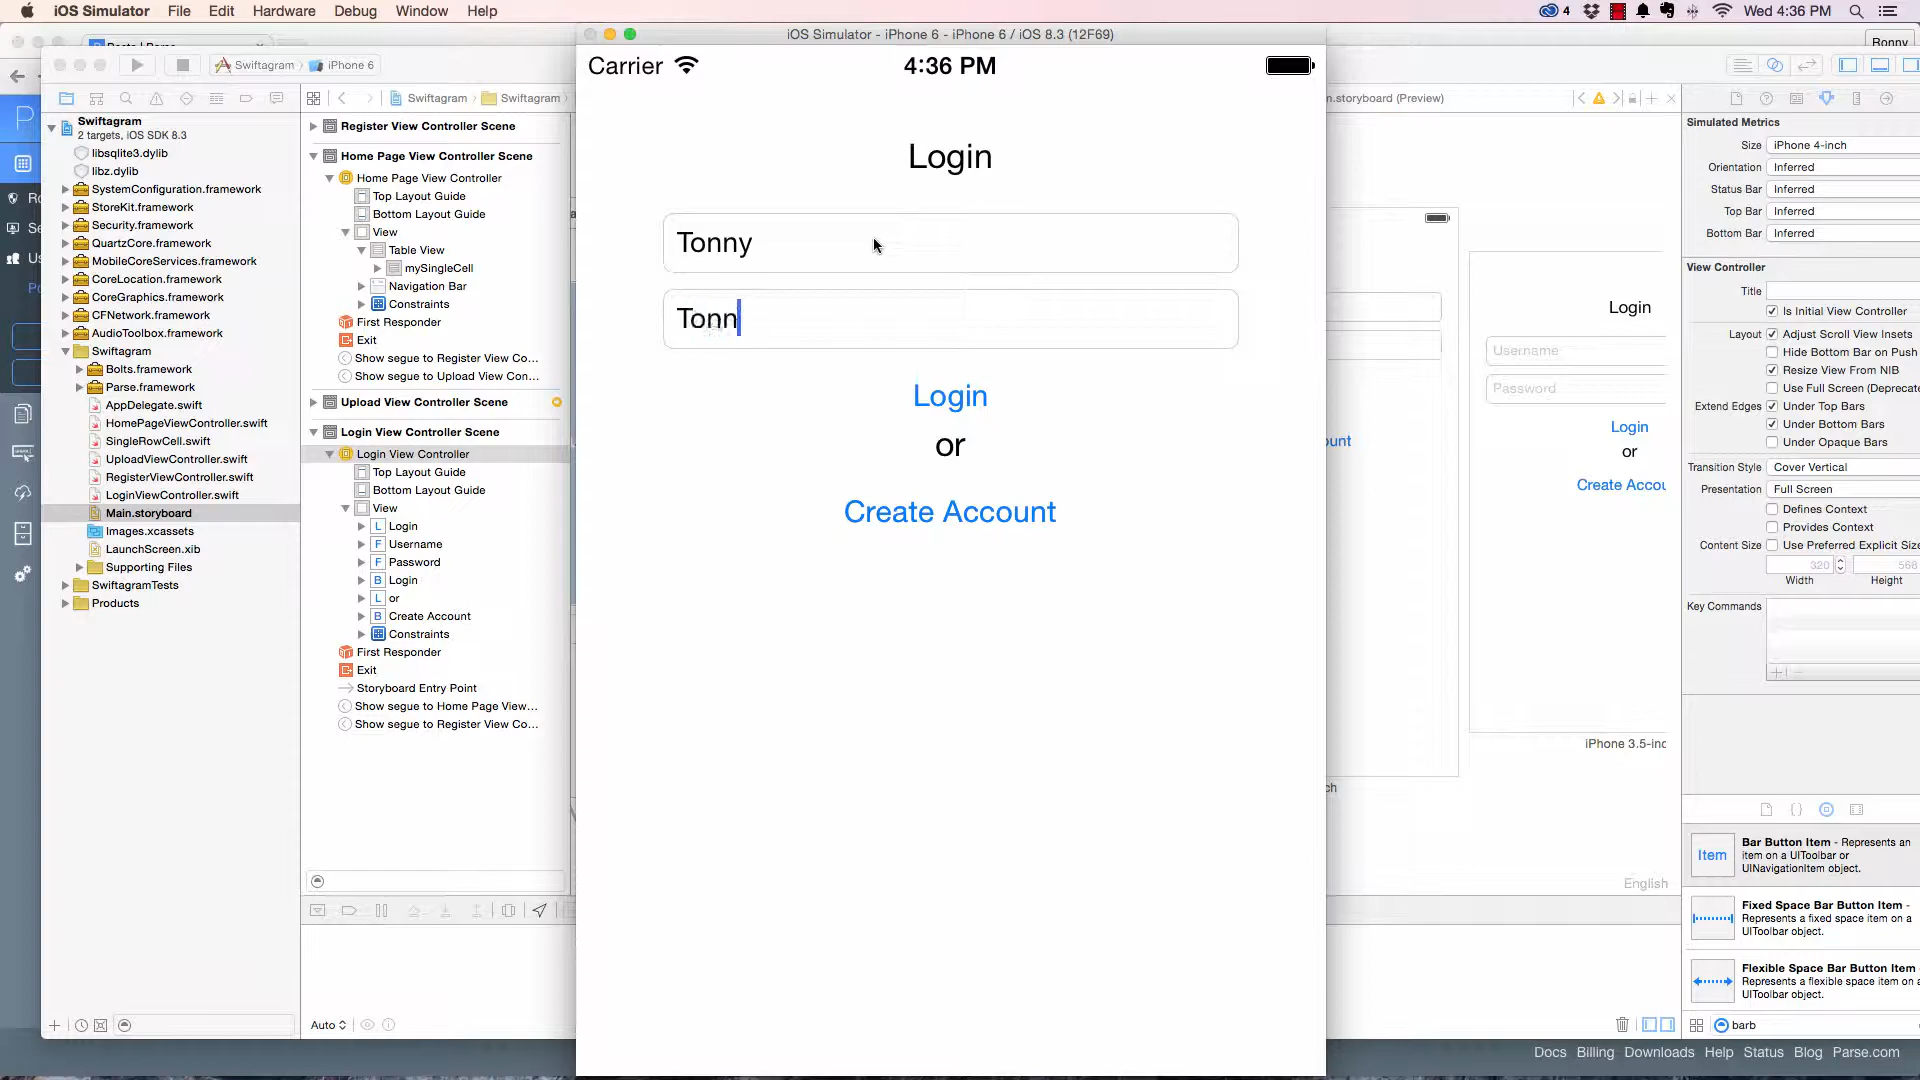 iOS Simulator File Edit Hardware Debug Window Help
4 Wed 4:36 PM
Ronny
iOS Simulator - iPhone 6 - iPhone 6 / iOS 8.3 (12F69)
Swiftagram iPhone 6
Swiftagram
2 targets, iOS SDK 8.3
libsqlite3.dylib
libz.dylib
SystemConfiguration.framework
StoreKit.framework
Security.framework
QuartzCore.framework
MobileCoreServices.framework
CoreLocation.framework
CoreGraphics.framework
CFNetwork.framework
AudioToolbox.framework
Swiftagram
Bolts.framework
Parse.framework
AppDelegate.swift
HomePageViewController.swift
SingleRowCell.swift
UploadViewController.swift
RegisterViewController.swift
LoginViewController.swift
Main.storyboard
Images.xcassets
LaunchScreen.xib
Supporting Files
SwiftagramTests
Products
Swiftagram Swiftagram
Register View Controller Scene
Home Page View Controller Scene
Home Page View Controller
Top Layout Guide
Bottom Layout Guide
View
Table View
mySingleCell
Navigation Bar
Constraints
First Responder
Exit
Show segue to Register View Co...
Show segue to Upload View Con...
Upload View Controller Scene
Login View Controller Scene
Login View Controller
Top Layout Guide
Bottom Layout Guide
View
L Login
F Username
F Password
B Login
L or
B Create Account
Constraints
First Responder
Exit
Storyboard Entry Point
Show segue to Home Page View...
Show segue to Register View Co...
Auto
Carrier 4:36 PM
Login
Tonny
Tonn
Login
or
Create Account
n.storyboard (Preview)
ount
ch
Login
Username
Password
Login
or
Create Accou
iPhone 3.5-inc
English
Simulated Metrics
Size iPhone 4-inch
Orientation Inferred
Status Bar Inferred
Top Bar Inferred
Bottom Bar Inferred
View Controller
Title
Is Initial View Controller
Layout Adjust Scroll View Insets
Hide Bottom Bar on Push
Resize View From NIB
Use Full Screen (Deprecate
Extend Edges Under Top Bars
Under Bottom Bars
Under Opaque Bars
Transition Style Cover Vertical
Presentation Full Screen
Defines Context
Provides Context
Content Size Use Preferred Explicit Size
320 568
Width Height
Key Commands
Item
Bar Button Item - Represents an
item on a UIToolbar or
UINavigationItem object.
Fixed Space Bar Button Item -
Represents a fixed space item on a
UIToolbar object.
Flexible Space Bar Button Item -
Represents a flexible space item on a
UIToolbar object.
barb
Docs Billing Downloads Help Status Blog Parse.com